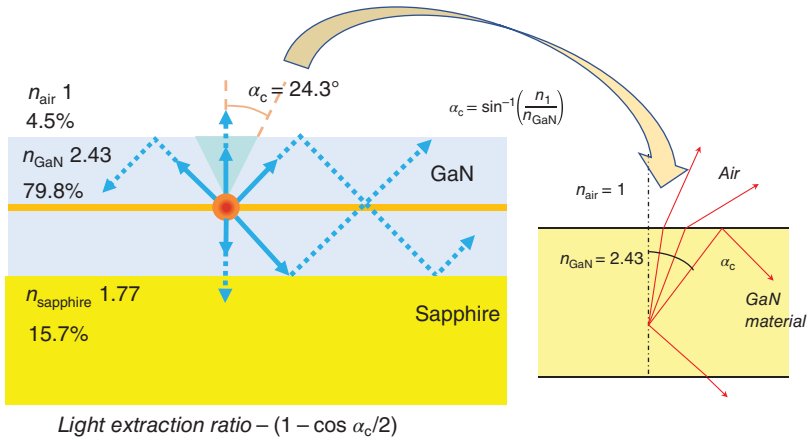 n_air 1
4.5%
α_c = 24.3°
n_GaN 2.43
79.8%
GaN
n_sapphire 1.77
15.7%
Sapphire
Light extraction ratio – (1 – cos α_c/2)
α_c = sin⁻¹(n_1/n_GaN)
n_air = 1
Air
n_GaN = 2.43
α_c
GaN
material